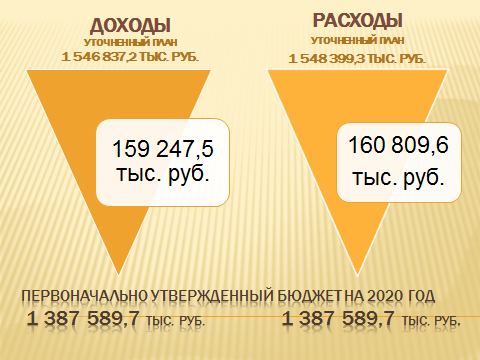 ДОХОДЫ
УТОЧНЕННЫЙ ПЛАН
1 546 837,2 ТЫС. РУБ.
РАСХОДЫ
УТОЧНЕННЫЙ ПЛАН
1 548 399,3 ТЫС. РУБ.
159 247,5
тыс. руб.
160 809,6
тыс. руб.
ПЕРВОНАЧАЛЬНО УТВЕРЖДЕННЫЙ БЮДЖЕТ НА 2020 ГОД
1 387 589,7 ТЫС. РУБ.
1 387 589,7 ТЫС. РУБ.